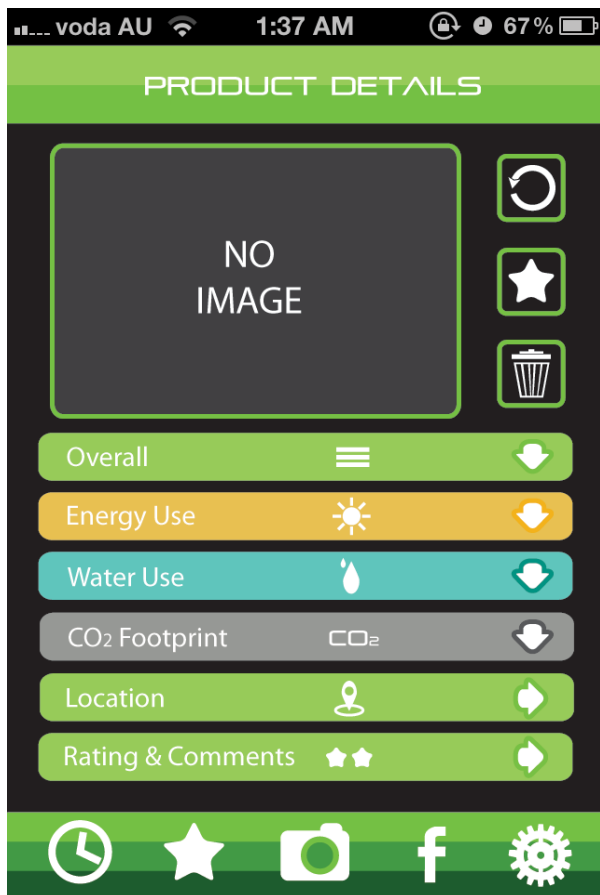 voda AU 1:37 AM 67%
PRODUCT DETAILS
NO
IMAGE
Overall
Energy Use
Water Use
CO2 Footprint CO2
Location
Rating & Comments
f